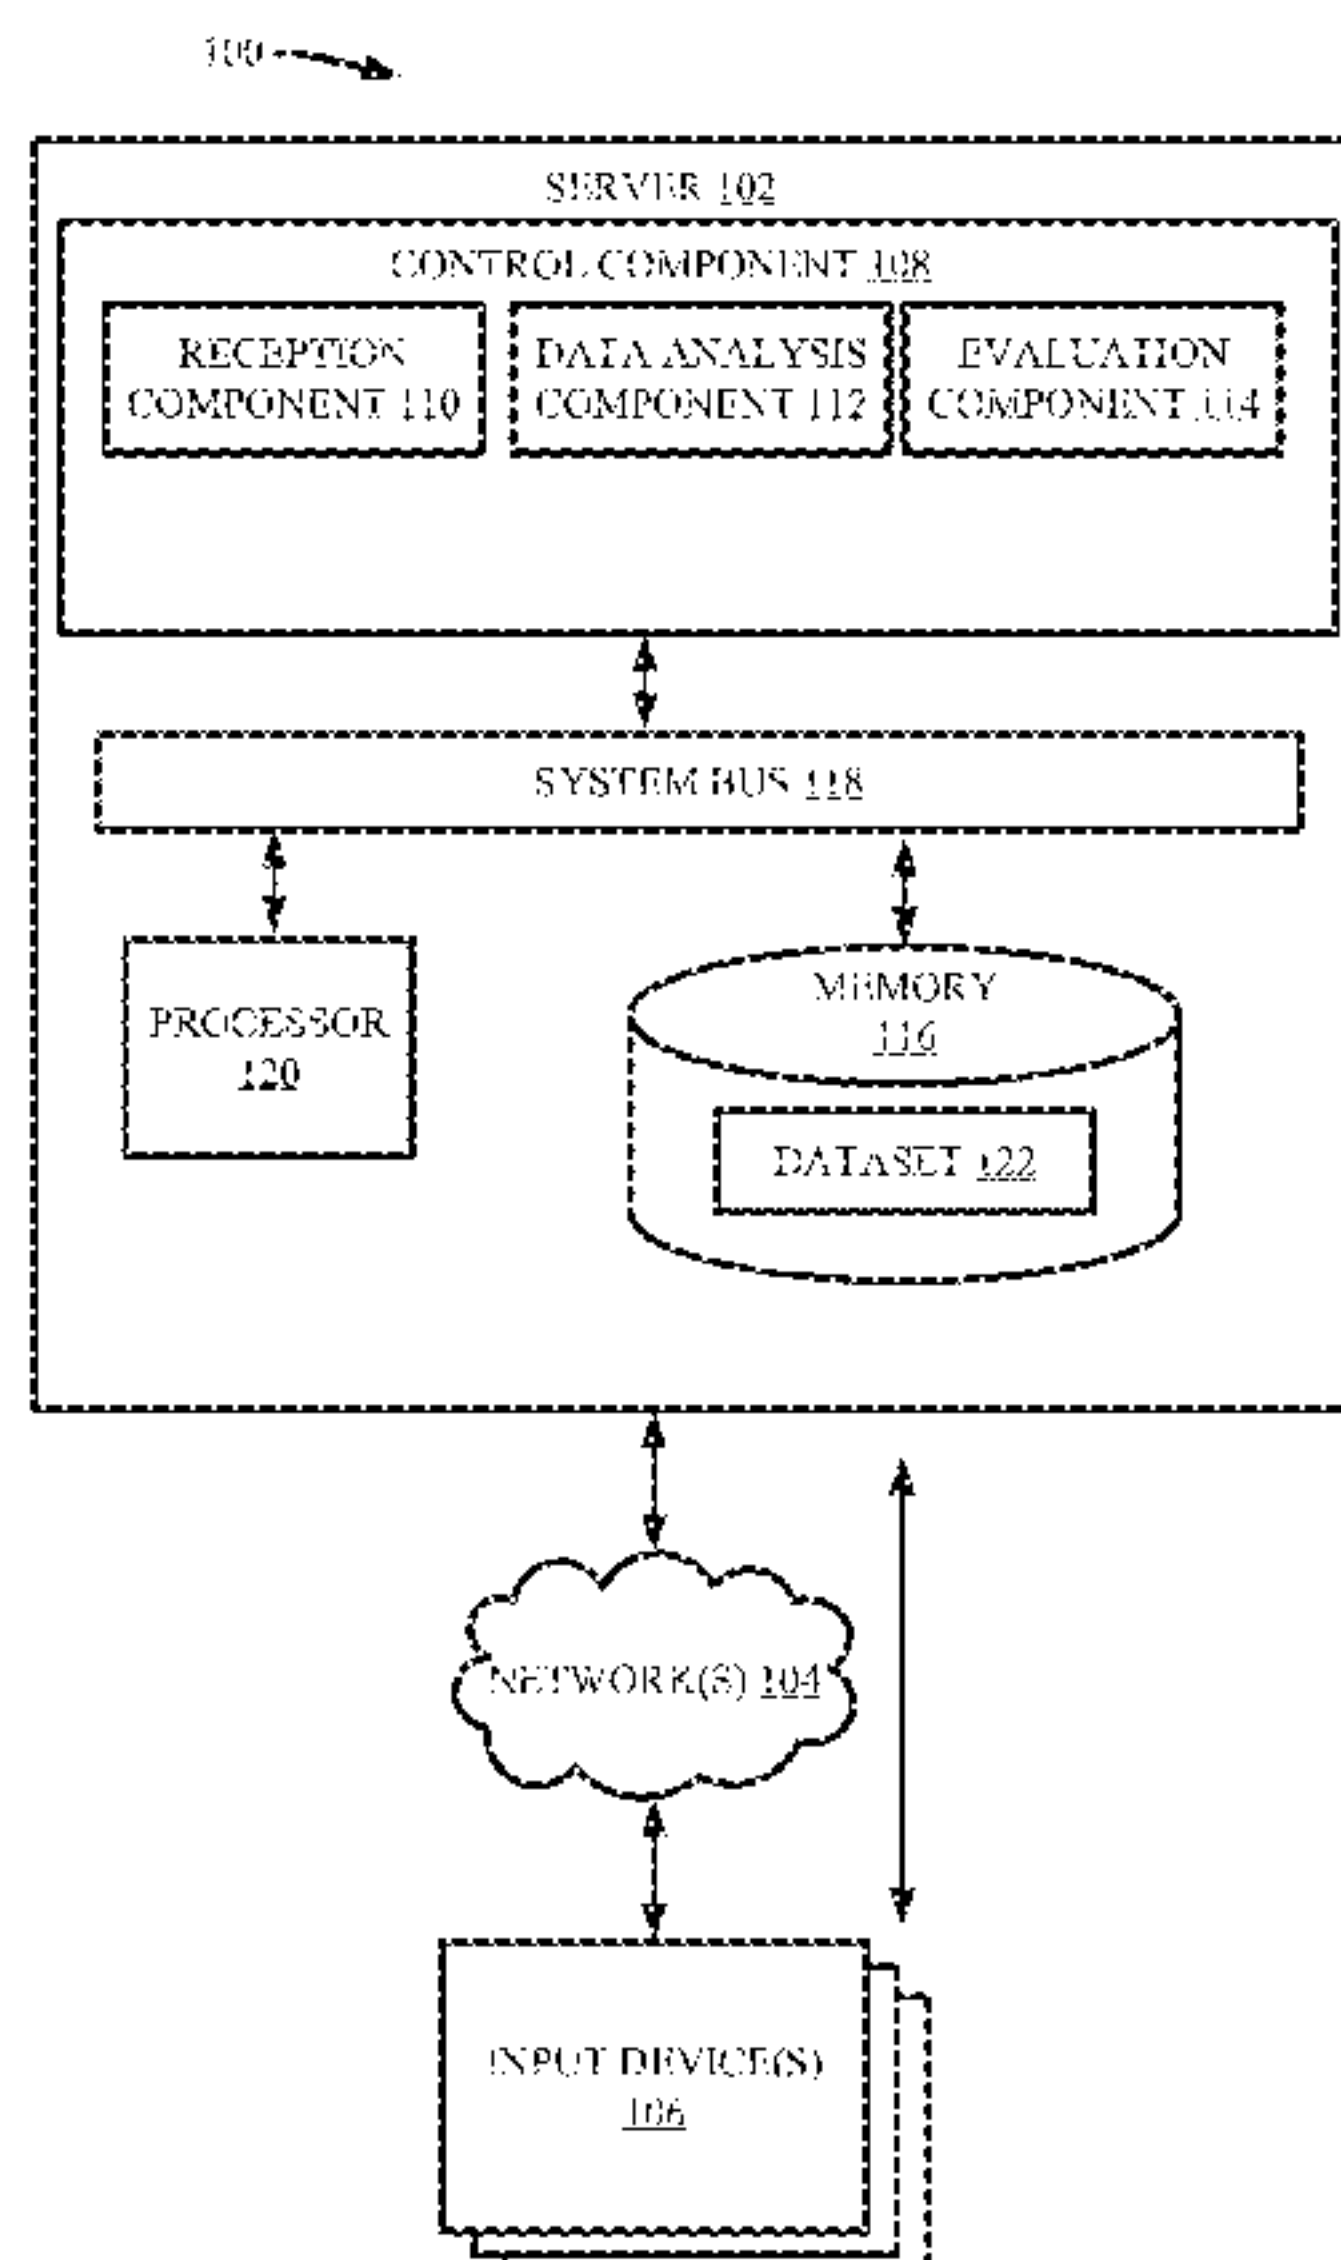 100
SERVER 102
CONTROL COMPONENT 108
RECEPTION
COMPONENT 110
DATA ANALYSIS
COMPONENT 112
EVALUATION
COMPONENT 114
SYSTEM BUS 118
PROCESSOR
120
MEMORY
116
DATASET 122
NETWORK(S) 104
INPUT DEVICE(S)
106